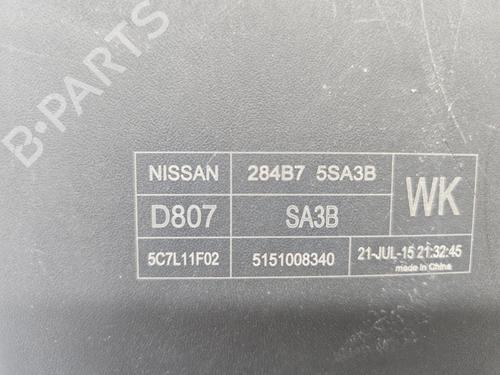 B-PARTS
NISSAN 284B7 5SA3B WK
D807 SA3B
5C7L11F02 5151008340 21-JUL-15 21:32:45
made in China